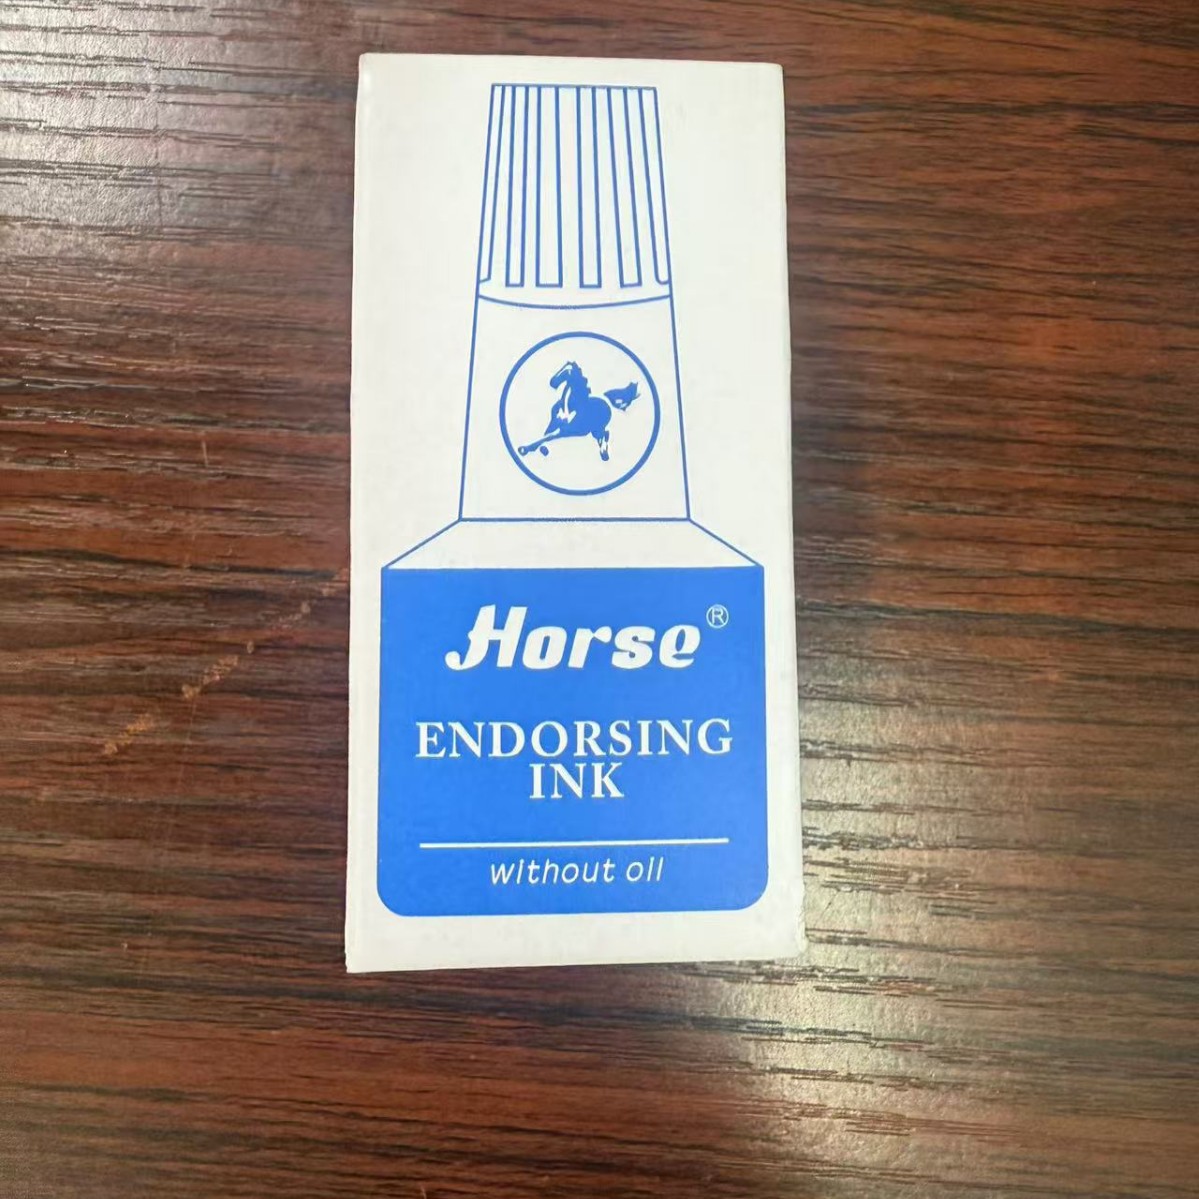 Horse®
ENDORSING
INK
without oil